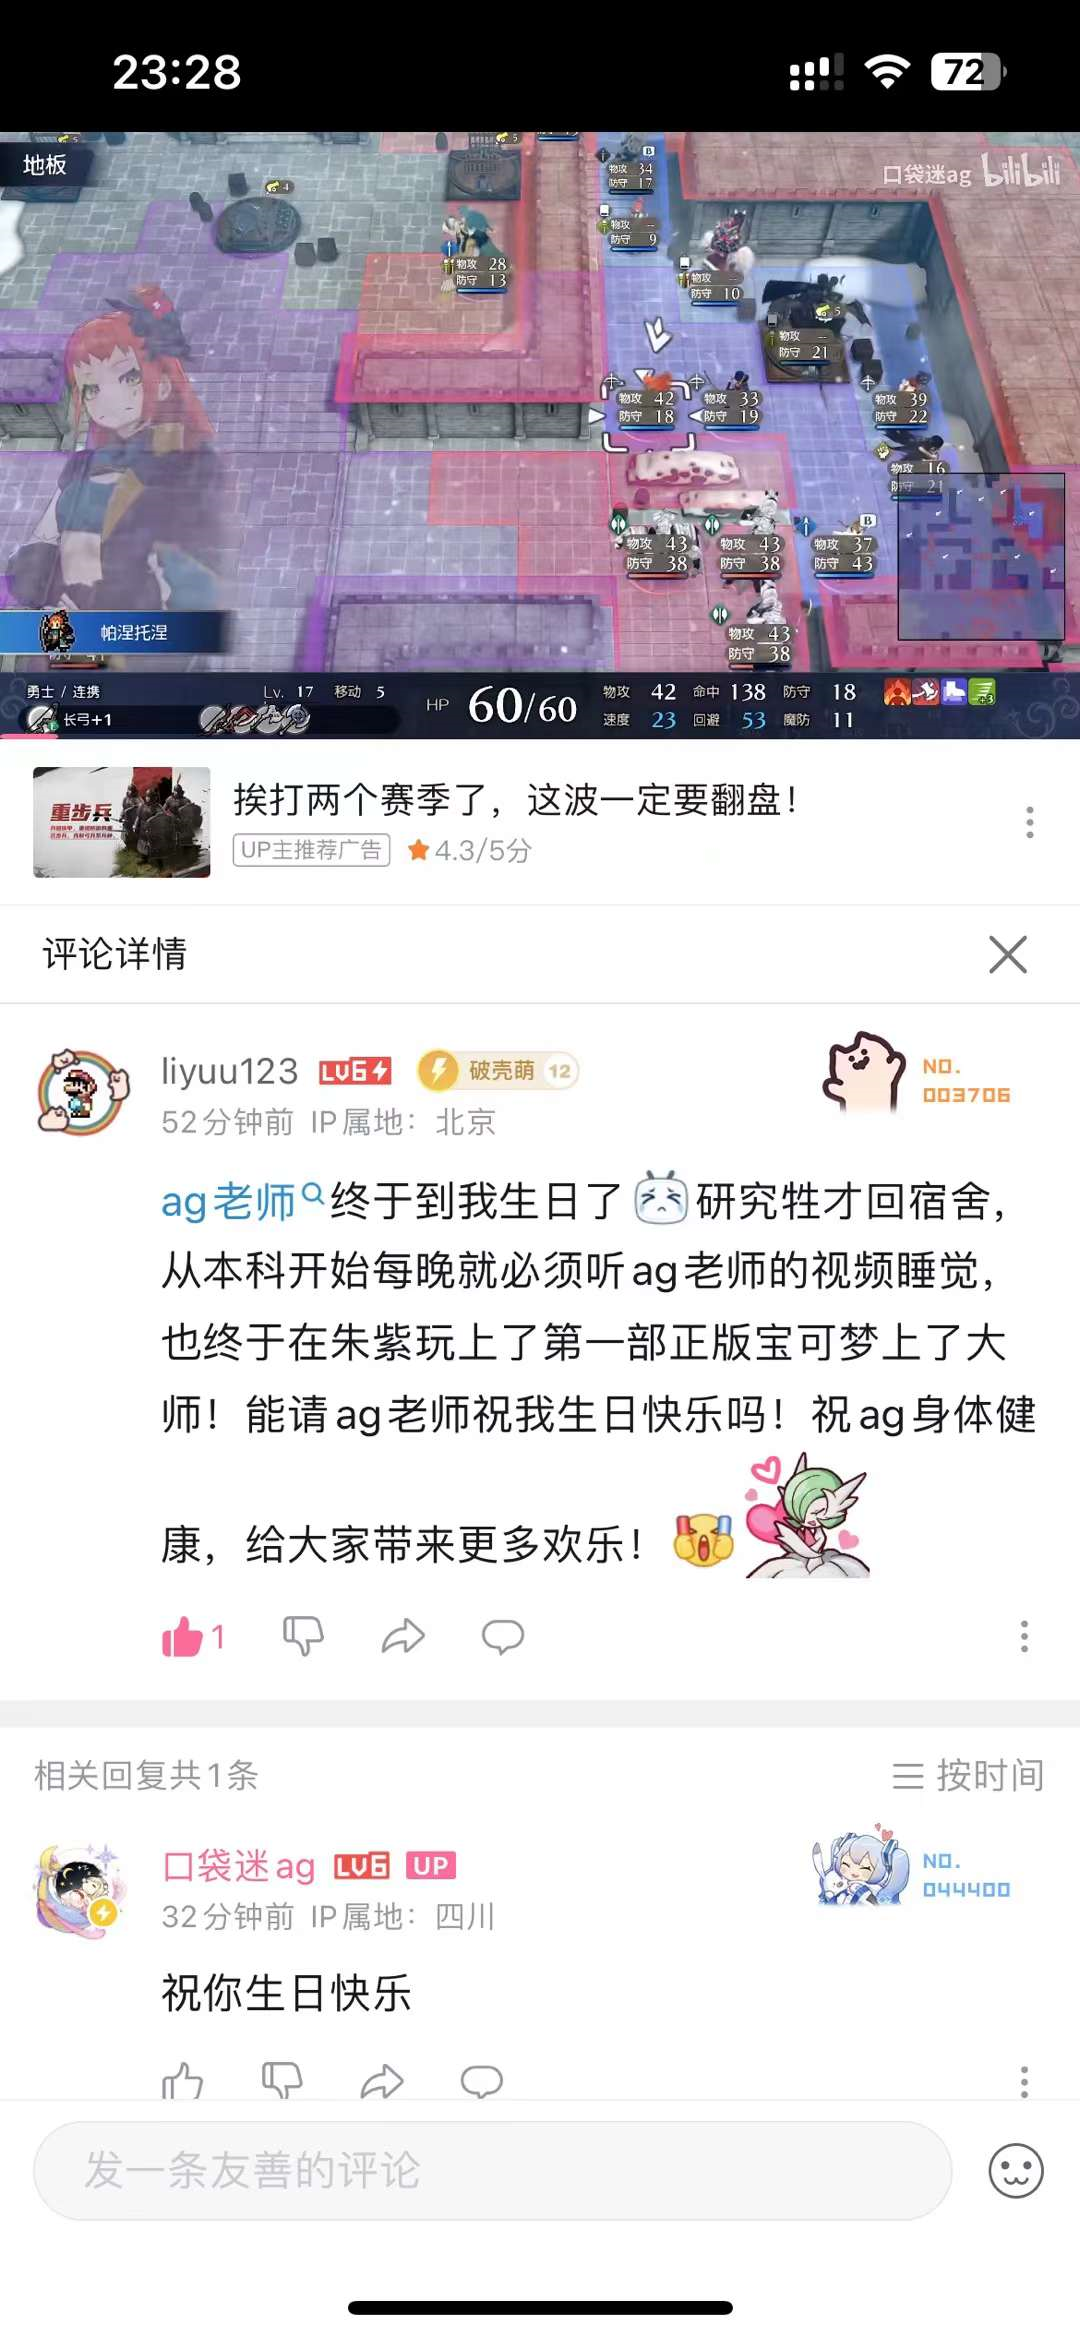 23:28
72
地板
口袋迷ag bilibili
5
5
4
物攻 34
防守 17
物攻 --
防守 9
物攻 28
防守 13
物攻 --
防守 10
5
物攻 --
防守 21
物攻 42
防守 18
物攻 33
防守 19
物攻 39
防守 22
物攻 16
防守 21
物攻 43
防守 38
物攻 43
防守 38
物攻 37
防守 43
物攻 43
防守 38
帕涅托涅
勇士 / 连携
Lv. 17 移动 5
长弓+1
HP 60/60
物攻 42 命中 138 防守 18
速度 23 回避 53 魔防 11
重步兵
挨打两个赛季了，这波一定要翻盘！
UP主推荐广告 4.3/5分
评论详情
liyuu123 LV6 破壳萌 12
NO.
003706
52分钟前 IP属地：北京
ag老师终于到我生日了研究牲才回宿舍，
从本科开始每晚就必须听ag老师的视频睡觉，
也终于在朱紫玩上了第一部正版宝可梦上了大
师！能请ag老师祝我生日快乐吗！祝ag身体健
康，给大家带来更多欢乐！
1
相关回复共1条
按时间
口袋迷ag LV6 UP
NO.
044400
32分钟前 IP属地：四川
祝你生日快乐
发一条友善的评论